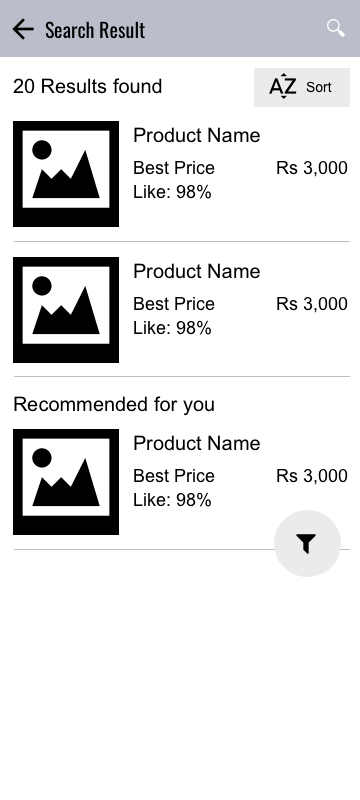 Search Result
20 Results found
AZ Sort
Product Name
Best Price Rs 3,000
Like: 98%
Product Name
Best Price Rs 3,000
Like: 98%
Recommended for you
Product Name
Best Price Rs 3,000
Like: 98%